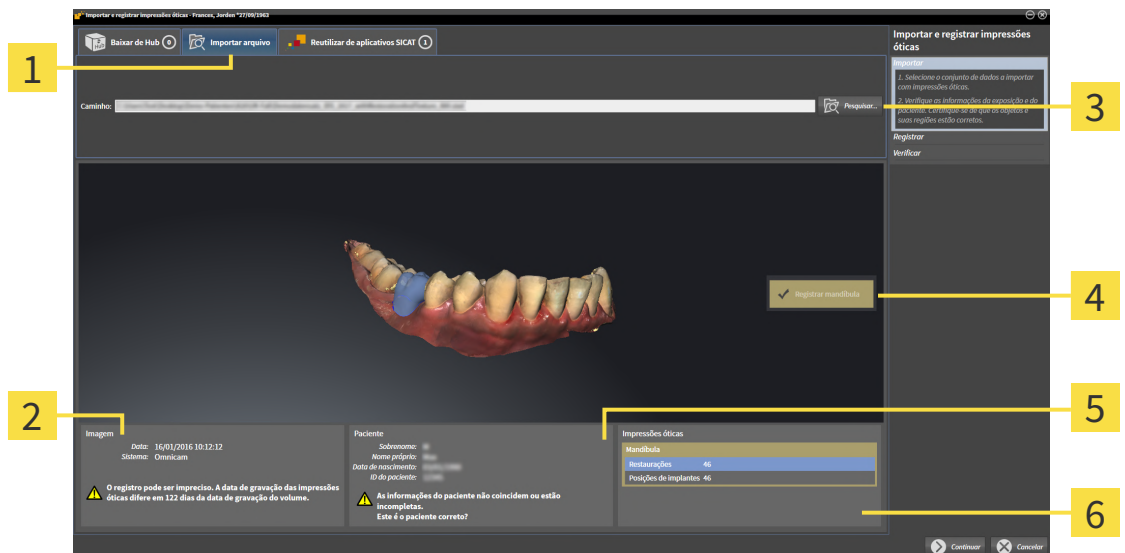 Importar e registrar impressões óticas - Frances, Jorden *27/09/1963
Hub
Baixar de Hub 0
Importar arquivo
Reutilizar de aplicativos SICAT 1
Caminho:
Pesquisar...
Importar e registrar impressões
óticas
Importar
1. Selecione o conjunto de dados a importar
com impressões óticas.
2. Verifique as informações da exposição e do
paciente. Certifique-se de que os objetos e
suas regiões estão corretos.
Registrar
Verificar
Registrar mandíbula
Imagem
Data: 16/01/2016 10:12:12
Sistema: Omnicam
O registro pode ser impreciso. A data de gravação das impressões
óticas difere em 122 dias da data de gravação do volume.
Paciente
Sobrenome:
Nome próprio:
Data de nascimento:
ID do paciente:
As informações do paciente não coincidem ou estão
incompletas.
Este é o paciente correto?
Impressões óticas
Mandíbula
Restaurações 46
Posições de implantes 46
Continuar
Cancelar
1
2
3
4
5
6